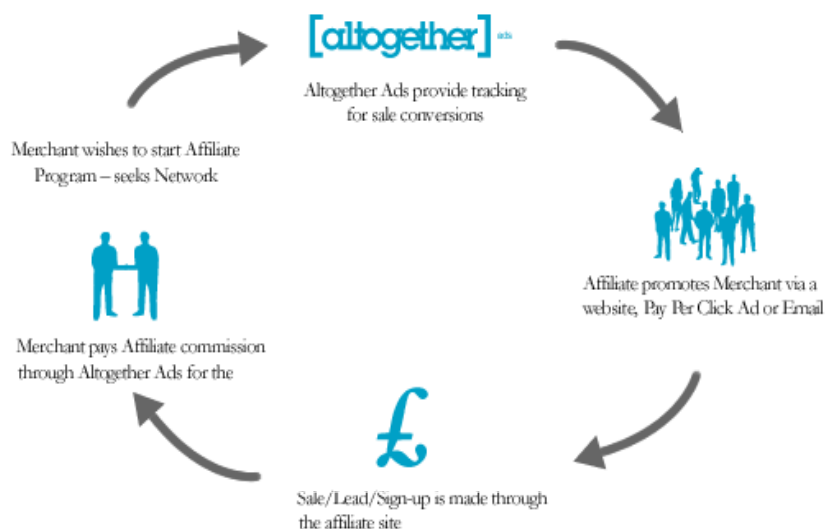 [altogether] ads
Altogether Ads provide tracking
for sale conversions
Merchant wishes to start Affiliate
Program – seeks Network
Affiliate promotes Merchant via a
website, Pay Per Click Ad or Email
Merchant pays Affiliate commission
through Altogether Ads for the
£
Sale/Lead/Sign-up is made through
the affiliate site